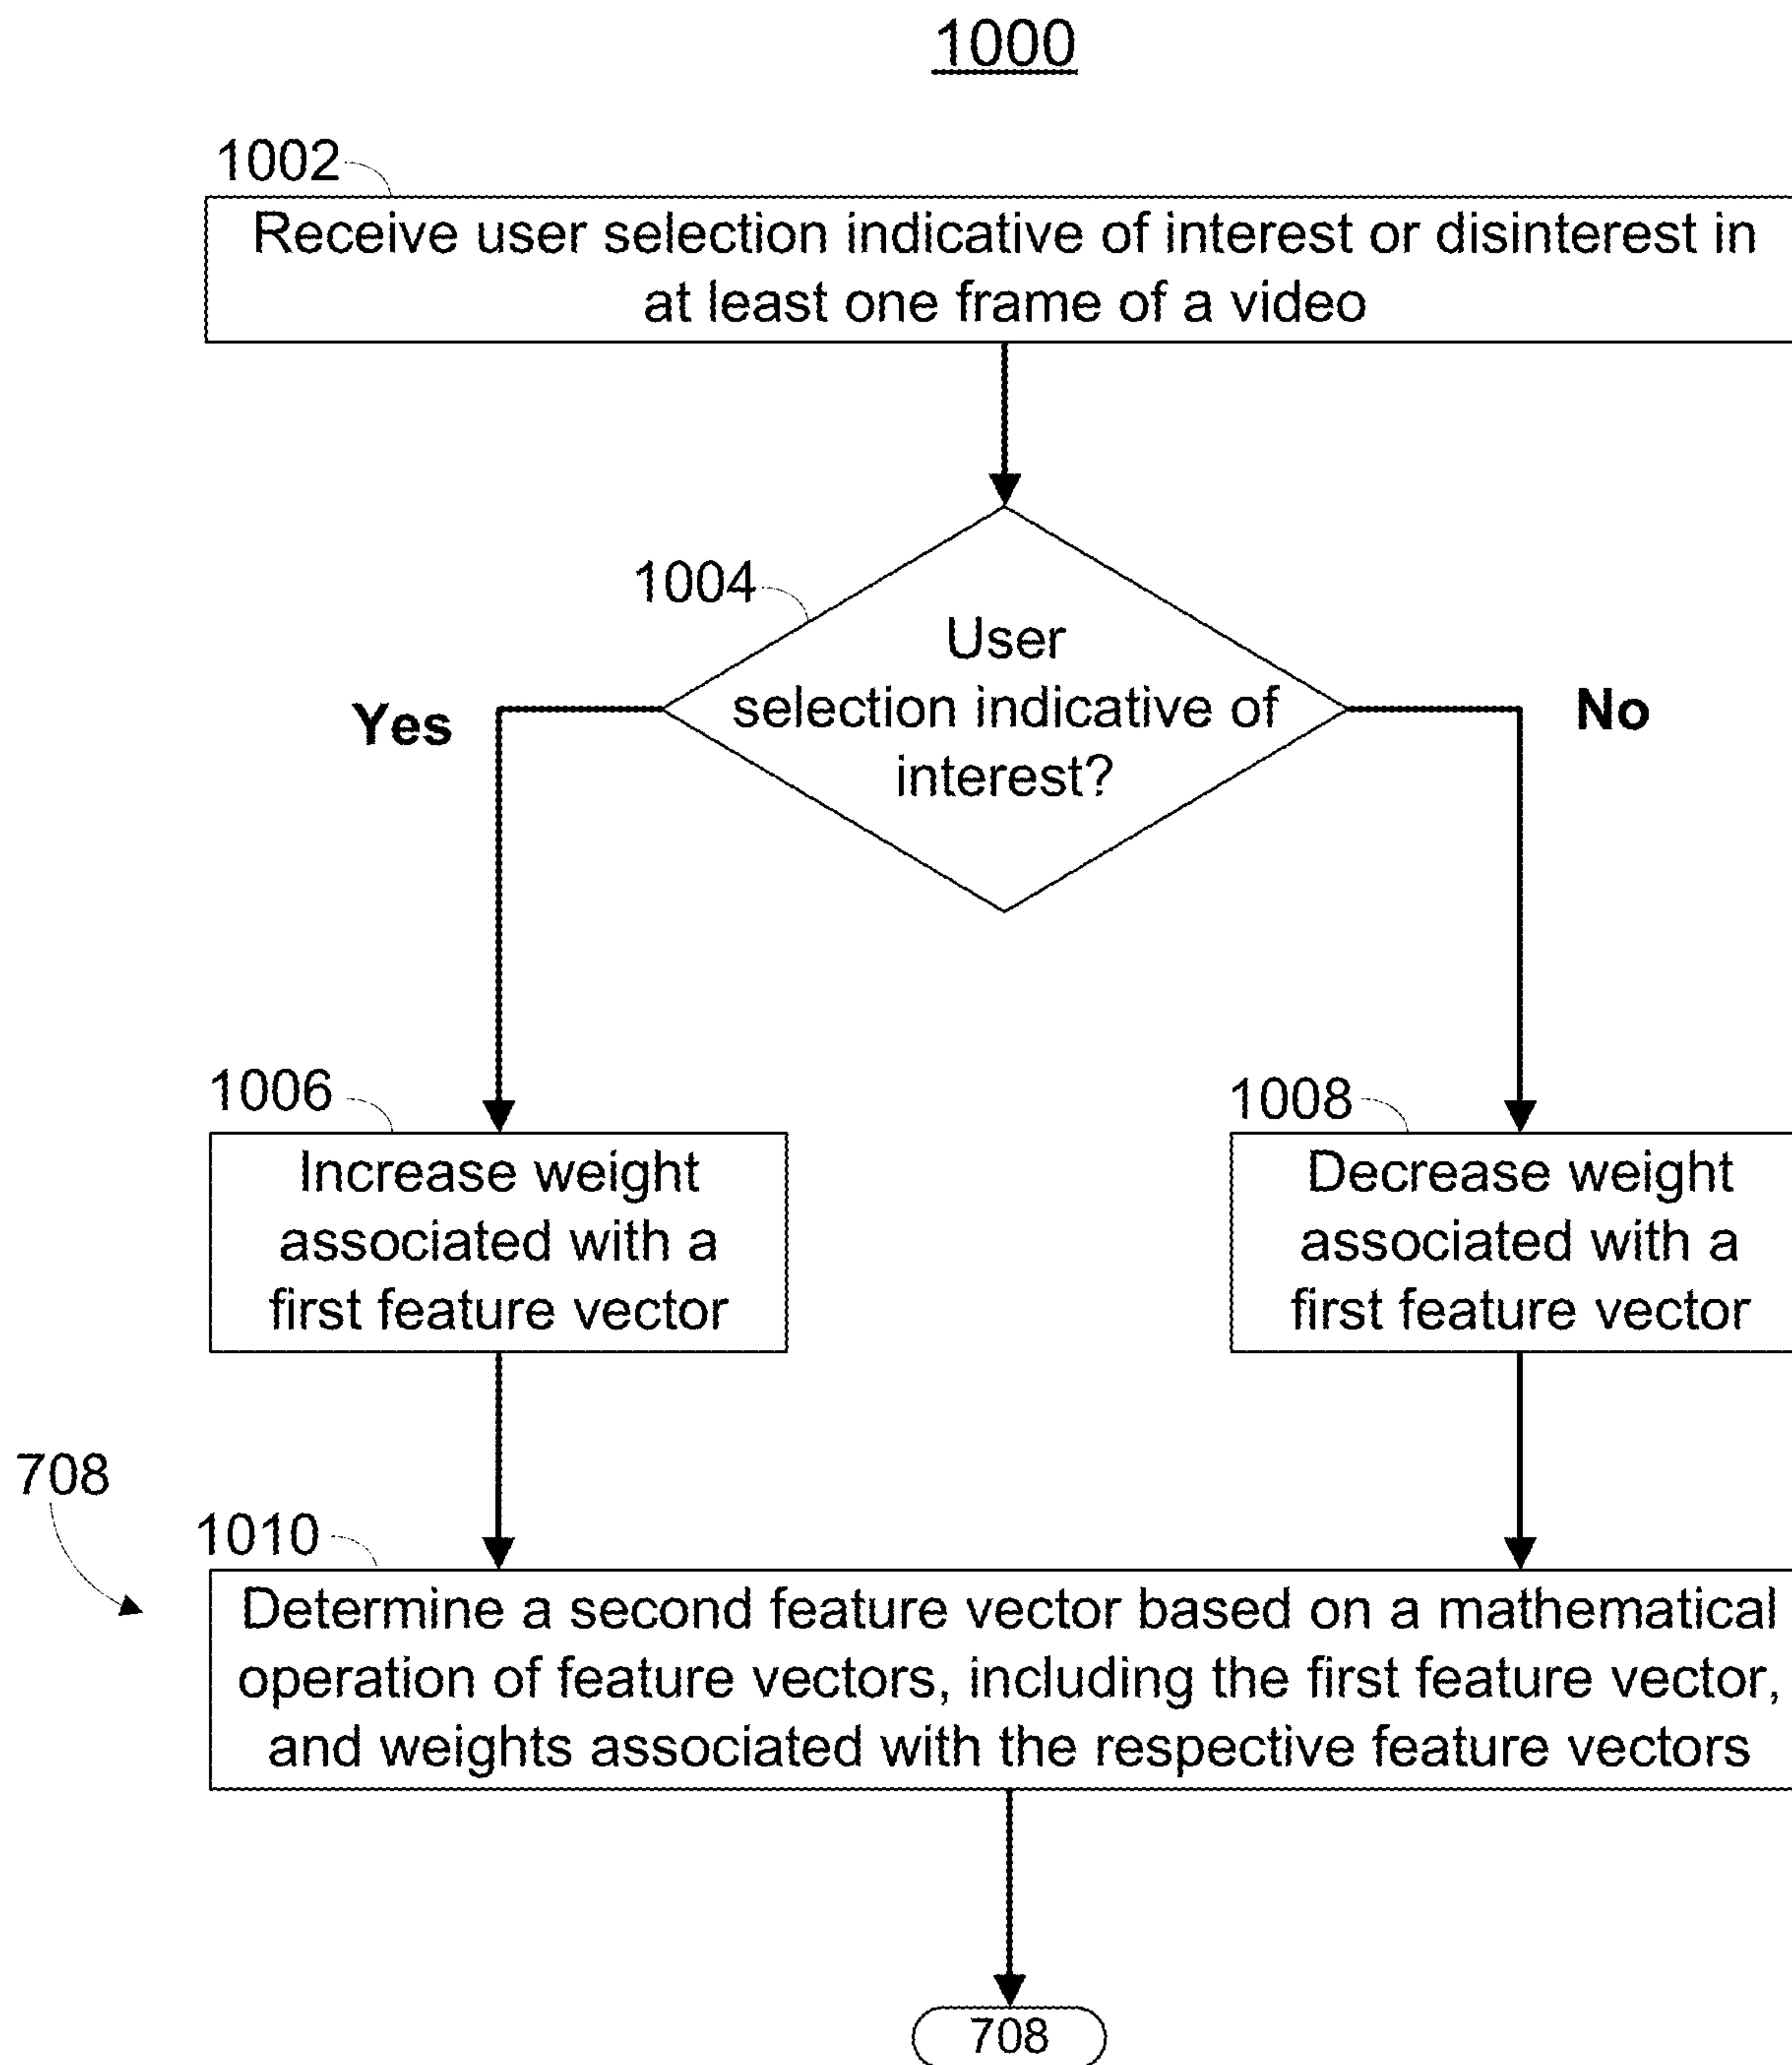 1000
1002
Receive user selection indicative of interest or disinterest in
at least one frame of a video
1004
User
selection indicative of
interest?
Yes
No
1006
Increase weight
associated with a
first feature vector
1008
Decrease weight
associated with a
first feature vector
708
1010
Determine a second feature vector based on a mathematical
operation of feature vectors, including the first feature vector,
and weights associated with the respective feature vectors
708